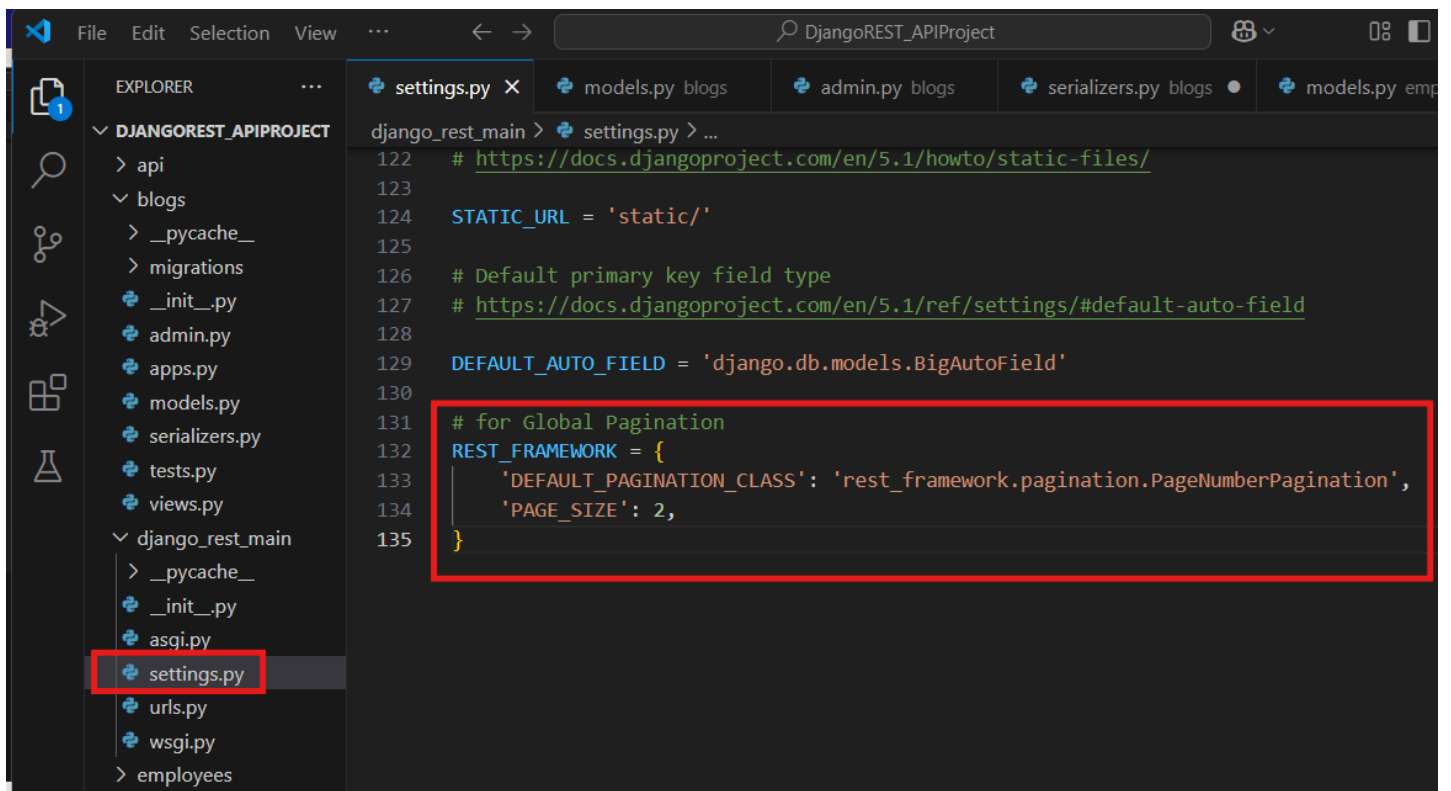 File Edit Selection View ··· DjangoREST_APIProject
EXPLORER ···
1
DJANGOREST_APIPROJECT
api
blogs
__pycache__
migrations
__init__.py
admin.py
apps.py
models.py
serializers.py
tests.py
views.py
django_rest_main
__pycache__
__init__.py
asgi.py
settings.py
urls.py
wsgi.py
employees
settings.py models.py blogs admin.py blogs serializers.py blogs models.py emp
django_rest_main > settings.py > ...
122 # https://docs.djangoproject.com/en/5.1/howto/static-files/
123
124 STATIC_URL = 'static/'
125
126 # Default primary key field type
127 # https://docs.djangoproject.com/en/5.1/ref/settings/#default-auto-field
128
129 DEFAULT_AUTO_FIELD = 'django.db.models.BigAutoField'
130
131 # for Global Pagination
132 REST_FRAMEWORK = {
133     'DEFAULT_PAGINATION_CLASS': 'rest_framework.pagination.PageNumberPagination',
134     'PAGE_SIZE': 2,
135 }